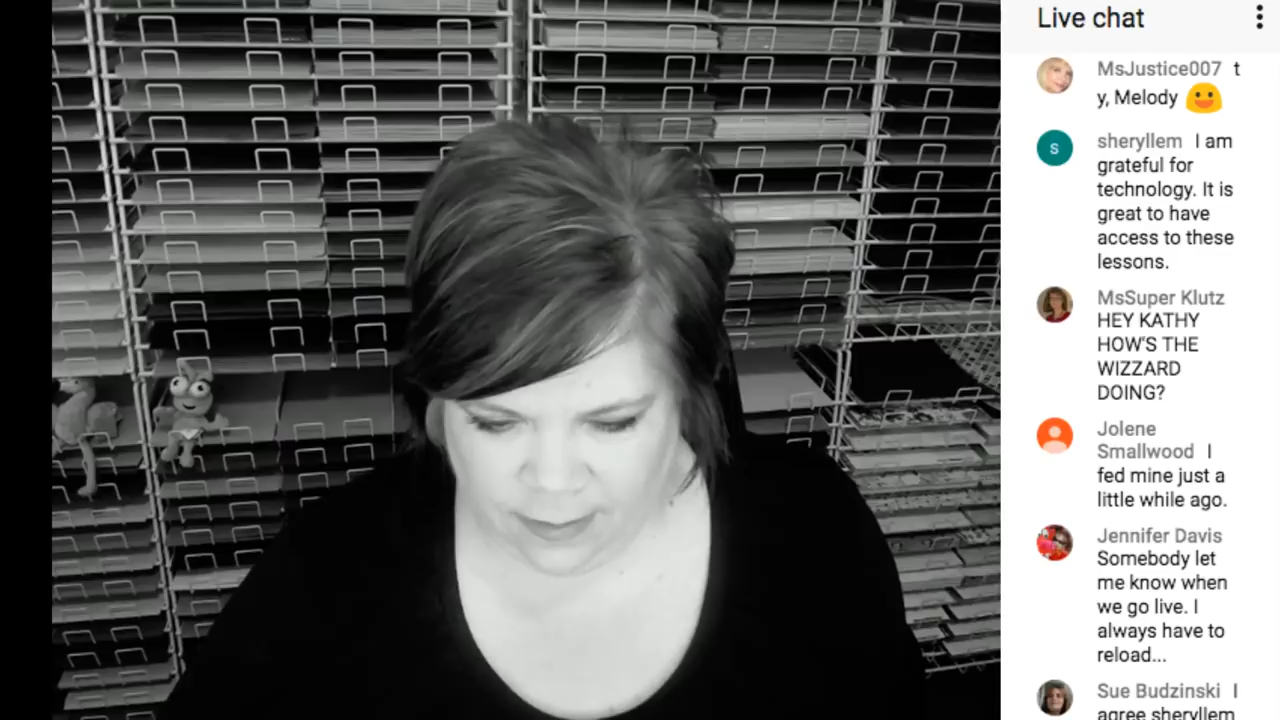 Live chat
MsJustice007 t
y, Melody
S
sheryllem I am
grateful for
technology. It is
great to have
access to these
lessons.
MsSuper Klutz
HEY KATHY
HOW'S THE
WIZZARD
DOING?
Jolene
Smallwood I
fed mine just a
little while ago.
Jennifer Davis
Somebody let
me know when
we go live. I
always have to
reload...
Sue Budzinski I
agree sheryllem